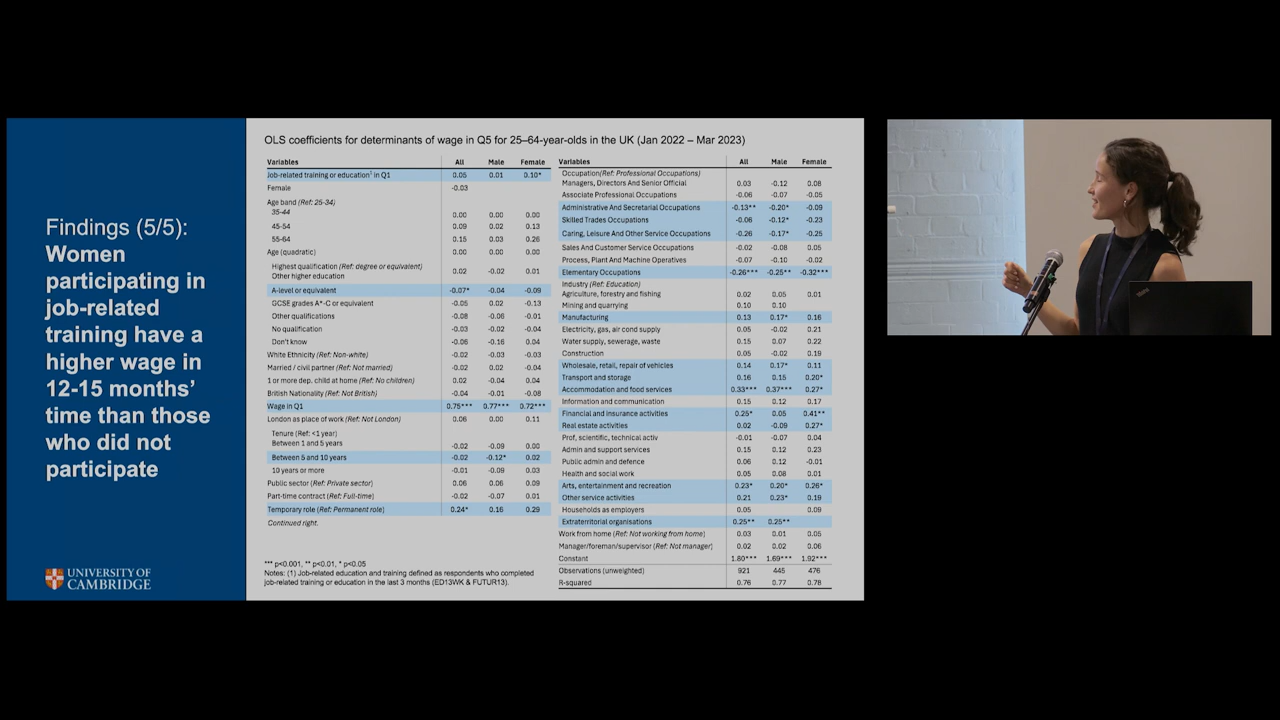 Findings (5/5):
Women
participating in
job-related
training have a
higher wage in
12-15 months'
time than those
who did not
participate
UNIVERSITY OF
CAMBRIDGE
OLS coefficients for determinants of wage in Q5 for 25–64-year-olds in the UK (Jan 2022 – Mar 2023)
Variables All Male Female
Job-related training or education¹ in Q1 0.05 0.01 0.10*
Female -0.03
Age band (Ref: 25-34)
35-44 0.00 0.00 0.00
45-54 0.09 0.02 0.13
55-64 0.15 0.03 0.26
Age (quadratic) 0.00 0.00 0.00
Highest qualification (Ref: degree or equivalent)
Other higher education 0.02 -0.02 0.01
A-level or equivalent -0.07* -0.04 -0.09
GCSE grades A*-C or equivalent -0.05 0.02 -0.13
Other qualifications -0.08 -0.08 -0.01
No qualification -0.03 -0.02 -0.04
Don't know -0.06 -0.16 0.04
White Ethnicity (Ref: Non-white) -0.02 -0.03 -0.03
Married / civil partner (Ref: Not married) -0.02 0.02 -0.04
1 or more dep. child at home (Ref: No children) 0.02 -0.04 0.04
British Nationality (Ref: Not British) -0.04 -0.01 -0.08
Wage in Q1 0.75*** 0.77*** 0.72***
London as place of work (Ref: Not London) 0.06 0.00 0.11
Tenure (Ref: <1 year)
Between 1 and 5 years -0.02 -0.09 0.00
Between 5 and 10 years -0.02 -0.12* 0.02
10 years or more -0.01 -0.09 0.03
Public sector (Ref: Private sector) 0.06 0.06 0.09
Part-time contract (Ref: Full-time) -0.02 -0.07 0.01
Temporary role (Ref: Permanent role) 0.24* 0.16 0.29
Continued right.
*** p<0.001, ** p<0.01, * p<0.05
Notes: (1) Job-related education and training defined as respondents who completed
job-related training or education in the last 3 months (ED13WK & FUTUR13).
Variables All Male Female
Occupation(Ref: Professional Occupations)
Managers, Directors And Senior Official 0.03 -0.12 0.08
Associate Professional Occupations -0.06 -0.07 -0.05
Administrative And Secretarial Occupations -0.13** -0.20* -0.09
Skilled Trades Occupations -0.06 -0.12* -0.23
Caring, Leisure And Other Service Occupations -0.26 -0.17* -0.25
Sales And Customer Service Occupations -0.02 -0.08 0.05
Process, Plant And Machine Operatives -0.07 -0.10 -0.02
Elementary Occupations -0.26*** -0.25** -0.32***
Industry (Ref: Education)
Agriculture, forestry and fishing 0.02 0.05 0.01
Mining and quarrying 0.10 0.10
Manufacturing 0.13 0.17* 0.16
Electricity, gas, air cond supply 0.05 -0.02 0.21
Water supply, sewerage, waste 0.15 0.07 0.22
Construction 0.05 -0.02 0.19
Wholesale, retail, repair of vehicles 0.14 0.17* 0.11
Transport and storage 0.16 0.15 0.20*
Accommodation and food services 0.33*** 0.37*** 0.27*
Information and communication 0.15 0.12 0.17
Financial and insurance activities 0.25* 0.05 0.41**
Real estate activities 0.02 -0.09 0.27*
Prof, scientific, technical activ -0.01 -0.07 0.04
Admin and support services 0.15 0.12 0.23
Public admin and defence 0.06 0.12 -0.01
Health and social work 0.05 0.08 0.01
Arts, entertainment and recreation 0.23* 0.20* 0.26*
Other service activities 0.21 0.23* 0.19
Households as employers 0.05 0.09
Extraterritorial organisations 0.25** 0.25**
Work from home (Ref: Not working from home) 0.03 0.01 0.05
Manager/foreman/supervisor (Ref: Not manager) 0.02 0.02 0.06
Constant 1.80*** 1.69*** 1.92***
Observations (unweighted) 921 445 476
R-squared 0.76 0.77 0.78